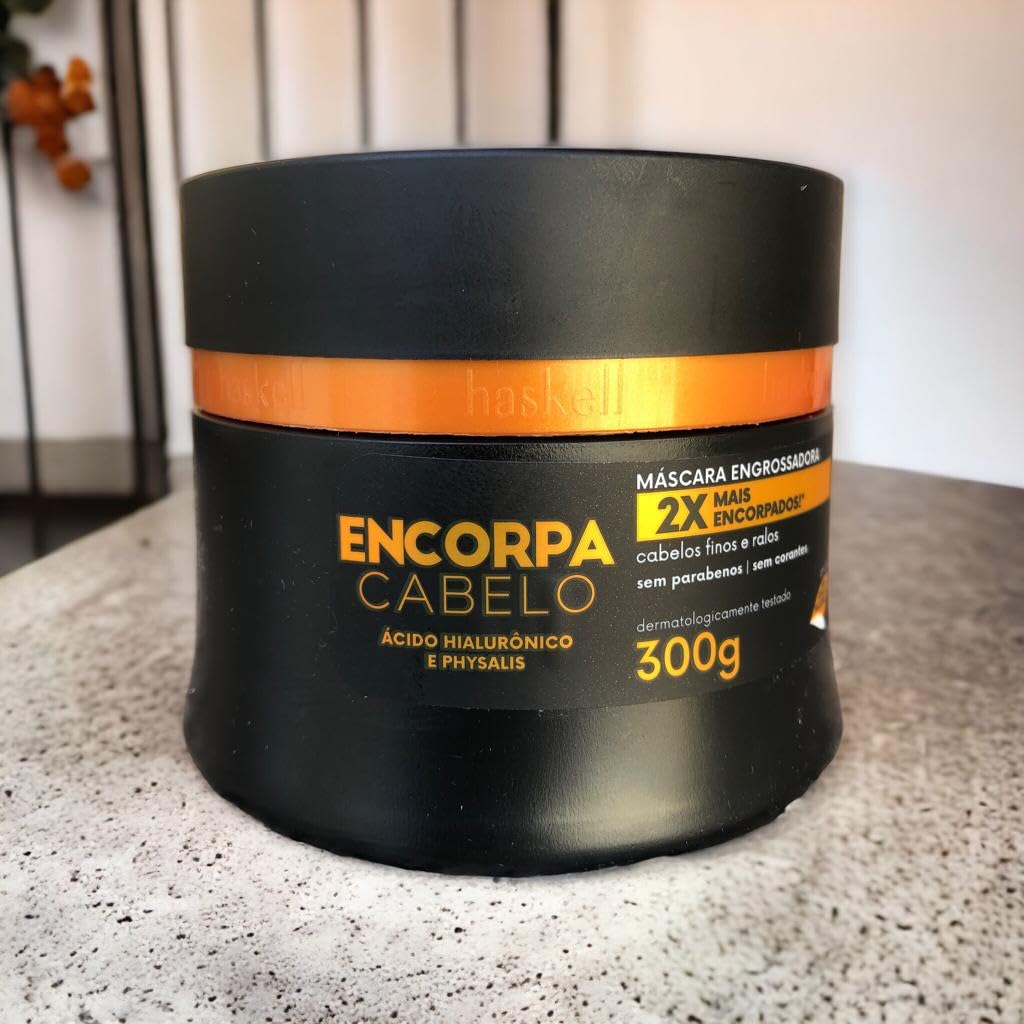 haskell
haskell
ENCORPA
CABELO
ÁCIDO HIALURÔNICO
E PHYSALIS
MÁSCARA ENGROSSADORA
2X MAIS
ENCORPADOS!*
cabelos finos e ralos
sem parabenos | sem corantes
dermatologicamente testado
300g